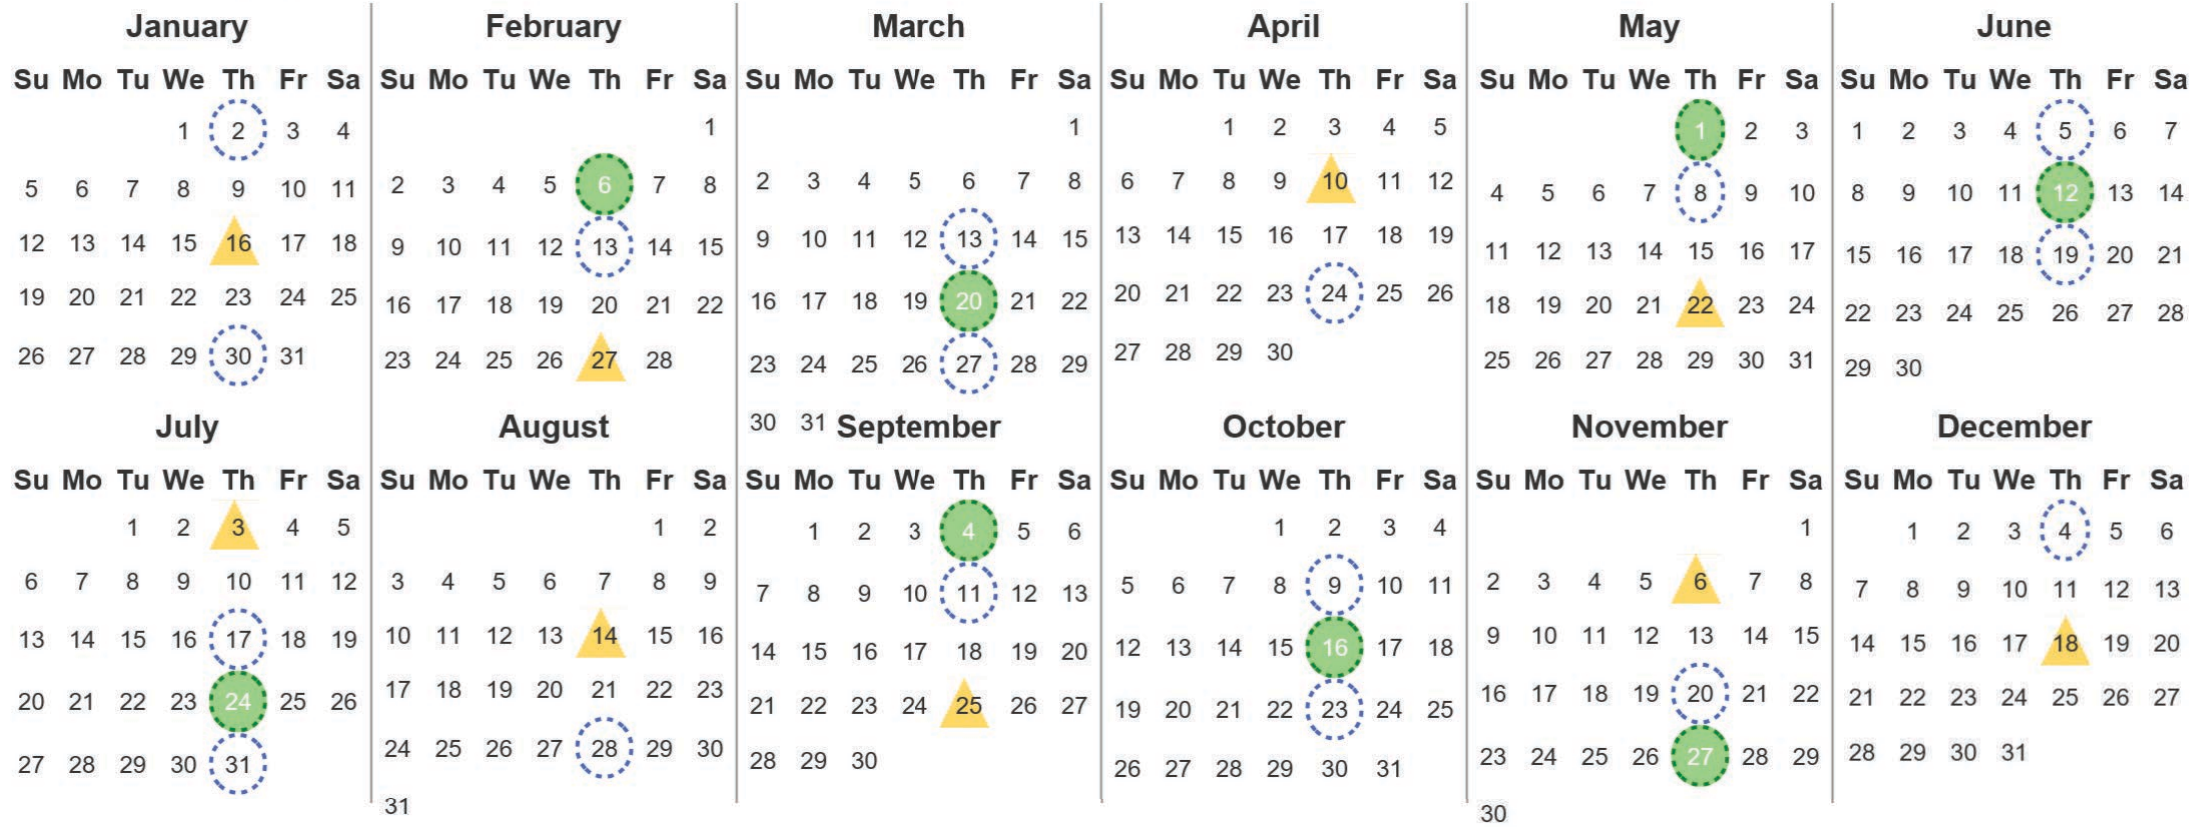 January February March April May June
Su Mo Tu We Th Fr Sa Su Mo Tu We Th Fr Sa Su Mo Tu We Th Fr Sa Su Mo Tu We Th Fr Sa Su Mo Tu We Th Fr Sa Su Mo Tu We Th Fr Sa
1 2 3 4 1 1 1 2 3 4 5 1 2 3 1 2 3 4 5 6 7
5 6 7 8 9 10 11 2 3 4 5 6 7 8 2 3 4 5 6 7 8 6 7 8 9 10 11 12 4 5 6 7 8 9 10 8 9 10 11 12 13 14
12 13 14 15 16 17 18 9 10 11 12 13 14 15 9 10 11 12 13 14 15 13 14 15 16 17 18 19 11 12 13 14 15 16 17 15 16 17 18 19 20 21
19 20 21 22 23 24 25 16 17 18 19 20 21 22 16 17 18 19 20 21 22 20 21 22 23 24 25 26 18 19 20 21 22 23 24 22 23 24 25 26 27 28
26 27 28 29 30 31 23 24 25 26 27 28 23 24 25 26 27 28 29 27 28 29 30 25 26 27 28 29 30 31 29 30
30 31
July August September October November December
Su Mo Tu We Th Fr Sa Su Mo Tu We Th Fr Sa Su Mo Tu We Th Fr Sa Su Mo Tu We Th Fr Sa Su Mo Tu We Th Fr Sa Su Mo Tu We Th Fr Sa
1 2 3 4 5 1 2 1 2 3 4 5 6 1 2 3 4 1 1 2 3 4 5 6
6 7 8 9 10 11 12 3 4 5 6 7 8 9 7 8 9 10 11 12 13 5 6 7 8 9 10 11 2 3 4 5 6 7 8 7 8 9 10 11 12 13
13 14 15 16 17 18 19 10 11 12 13 14 15 16 14 15 16 17 18 19 20 12 13 14 15 16 17 18 9 10 11 12 13 14 15 14 15 16 17 18 19 20
20 21 22 23 24 25 26 17 18 19 20 21 22 23 21 22 23 24 25 26 27 19 20 21 22 23 24 25 16 17 18 19 20 21 22 21 22 23 24 25 26 27
27 28 29 30 31 24 25 26 27 28 29 30 28 29 30 26 27 28 29 30 31 23 24 25 26 27 28 29 28 29 30 31
31 30